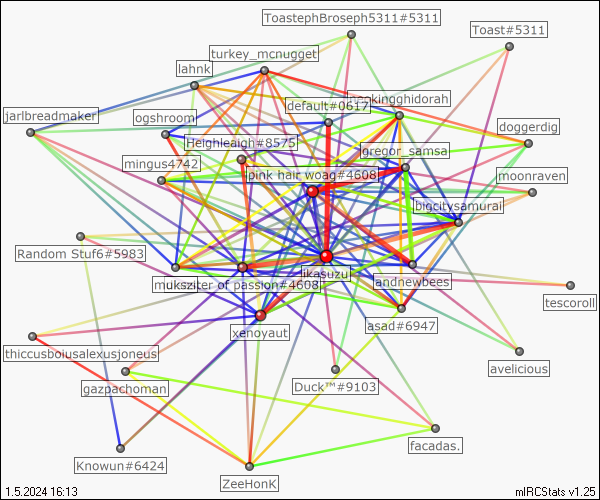 ToastephBroseph5311#5311
Toast#5311
turkey_mcnugget
lahnk
default#0617
kingghidorah
jarlbreadmaker
ogshroom
doggerdig
Heighleaigh#8575
gregor_samsa
mingus4742
pink hair woag#4608
moonraven
bigcitysamurai
Random Stuf6#5983
likasuzu
andnewbees
of passion#4608
tescoroll
xenoyaut
asad#6947
thiccusboiusalexusjoneus
avelicious
gazpachoman
Duck™#9103
facadas.
Knowun#6424
ZeeHonK
1.5.2024 16:13
mIRCStats v1.25